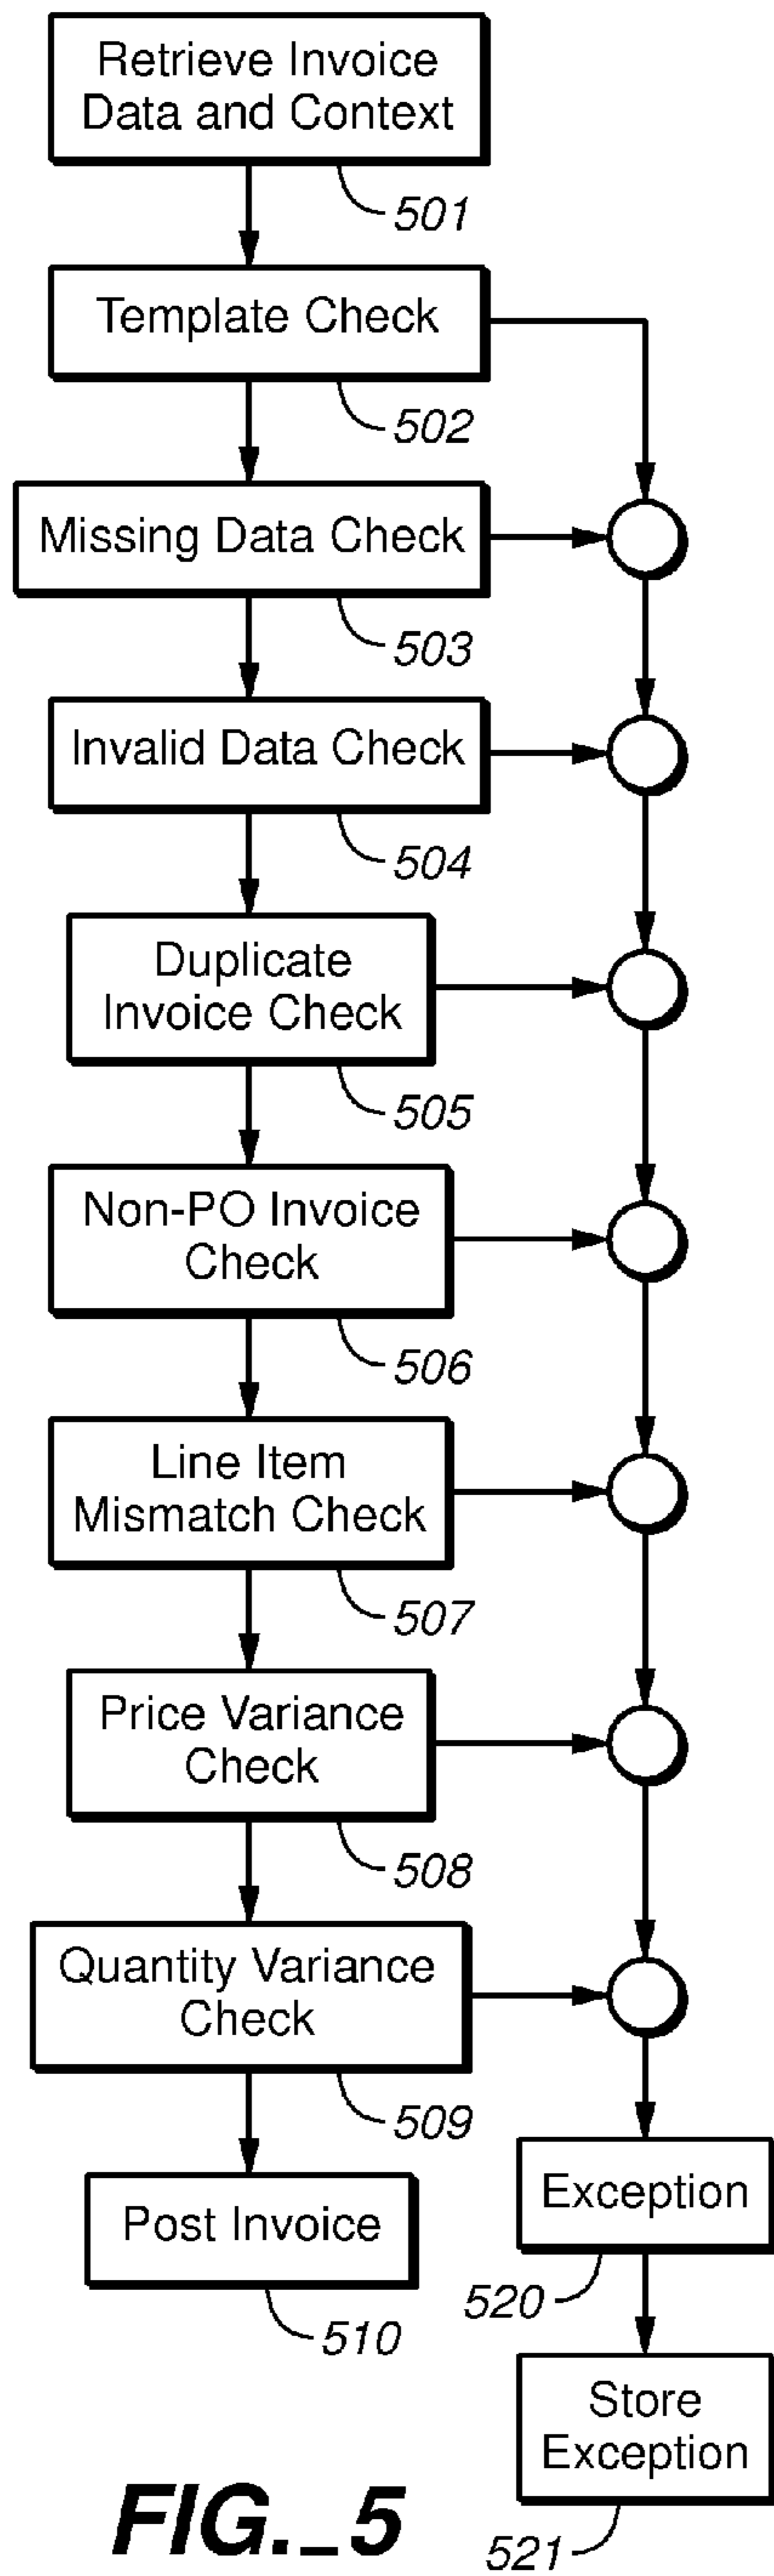 Retrieve Invoice
Data and Context
501
Template Check
502
Missing Data Check
503
Invalid Data Check
504
Duplicate
Invoice Check
505
Non-PO Invoice
Check
506
Line Item
Mismatch Check
507
Price Variance
Check
508
Quantity Variance
Check
509
Post Invoice
510
Exception
520
Store
Exception
521
FIG._5